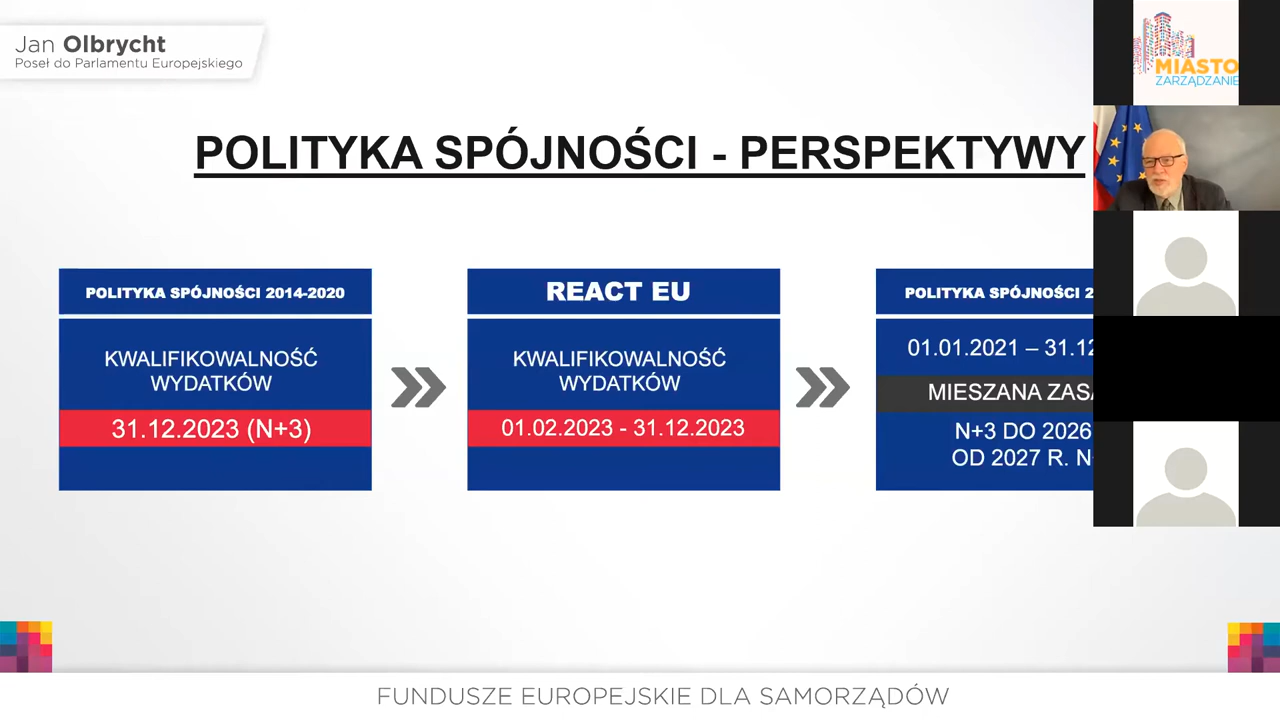 Jan Olbrycht
Poseł do Parlamentu Europejskiego
MIASTO
ZARZĄDZANIE
POLITYKA SPÓJNOŚCI - PERSPEKTYWY
POLITYKA SPÓJNOŚCI 2014-2020
KWALIFIKOWALNOŚĆ
WYDATKÓW
31.12.2023 (N+3)
REACT EU
KWALIFIKOWALNOŚĆ
WYDATKÓW
01.02.2023 - 31.12.2023
POLITYKA SPÓJNOŚCI 2
01.01.2021 – 31.12
MIESZANA
N+3 DO 2026
OD 2027 R.
FUNDUSZE EUROPEJSKIE DLA SAMORZĄDÓW